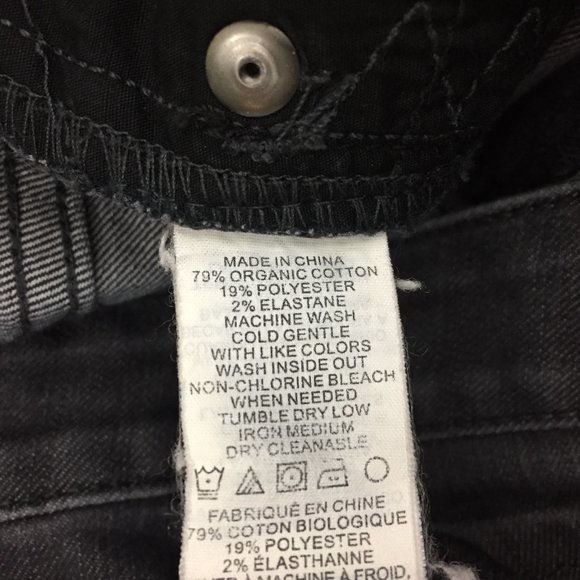 MADE IN CHINA
79% ORGANIC COTTON
19% POLYESTER
2% ELASTANE
MACHINE WASH
COLD GENTLE
WITH LIKE COLORS
WASH INSIDE OUT
NON-CHLORINE BLEACH
WHEN NEEDED
TUMBLE DRY LOW
IRON MEDIUM
DRY CLEANABLE
FABRIQUÉ EN CHINE
79% COTON BIOLOGIQUE
19% POLYESTER
2% ÉLASTHANNE
À MACHINE À FROID,